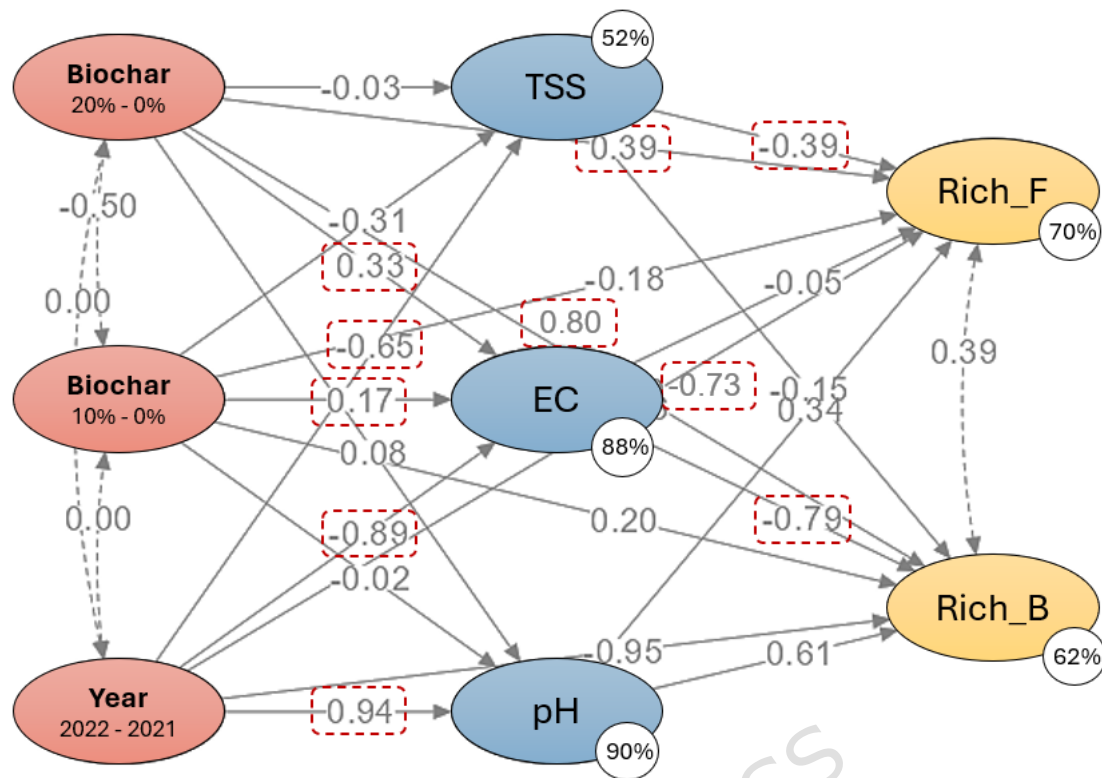 52%
Biochar
20% - 0%
TSS
-0.03
0.39
-0.39
Rich_F
70%
-0.50
-0.31
0.33
-0.18
-0.05
0.00
0.80
-0.65
0.39
Biochar
10% - 0%
0.17
EC
88%
-0.73
-0.15
0.34
0.08
0.00
-0.89
0.20
-0.79
-0.02
Rich_B
62%
-0.95
0.61
Year
2022 - 2021
0.94
pH
90%